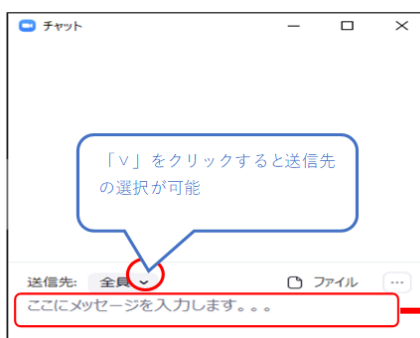 チャット
「∨」をクリックすると送信先
の選択が可能
送信先: 全員 ファイル
ここにメッセージを入力します。。。